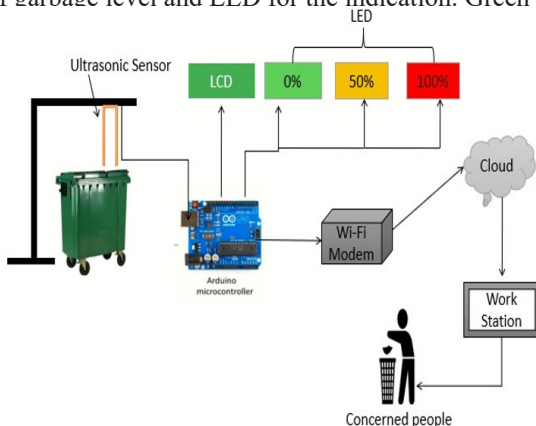 of garbage level and LED for the indication. Green
LED
Ultrasonic Sensor
LCD
0%
50%
100%
Cloud
Wi-Fi
Modem
Arduino
microcontroller
Work
Station
Concerned people